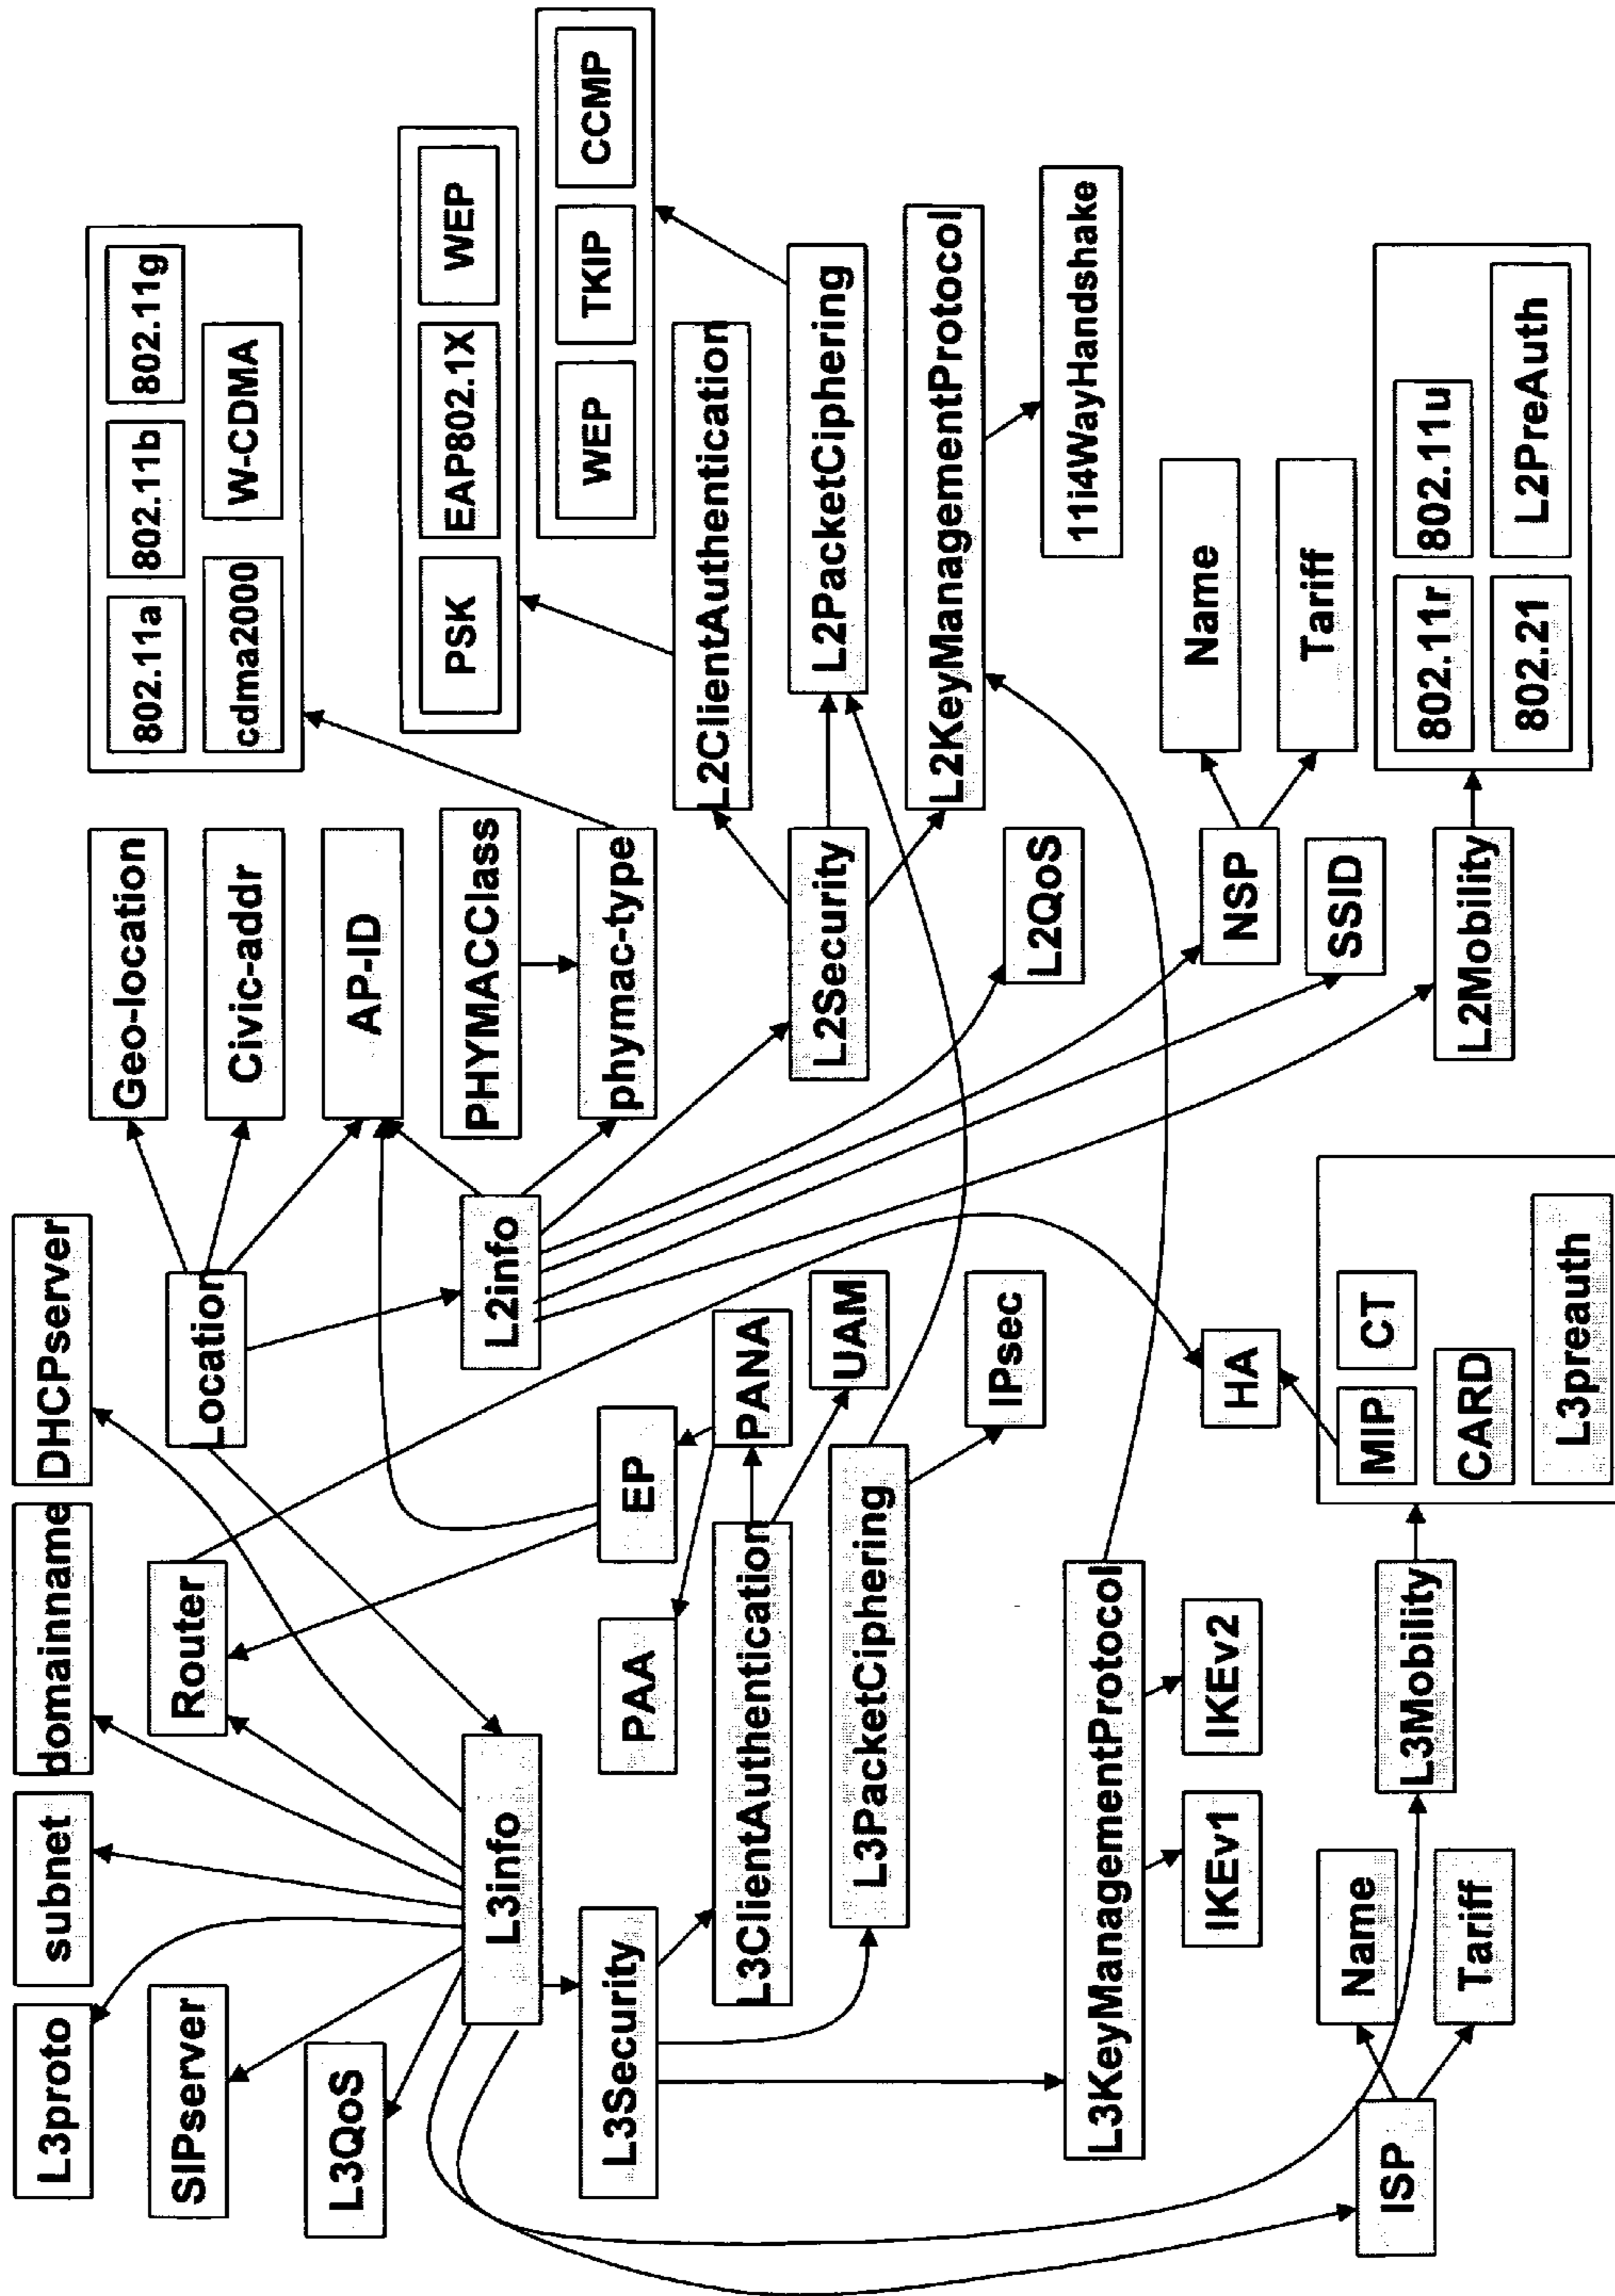 L3proto
subnet
domainname
DHCPserver
Geo-location
802.11a
802.11b
802.11g
SIPserver
Router
Location
Civic-addr
cdma2000
W-CDMA
L3QoS
AP-ID
L3info
L2info
PHYMACClass
PSK
EAP802.1X
WEP
L3Security
PAA
EP
phymac-type
WEP
TKIP
CCMP
L3ClientAuthentication
PANA
L2ClientAuthentication
UAM
L3PacketCiphering
L2Security
L2PacketCiphering
IPsec
L2QoS
L2KeyManagementProtocol
L3KeyManagementProtocol
11i4WayHandshake
IKEv1
IKEv2
HA
NSP
Name
Name
MIP
CT
SSID
Tariff
ISP
L3Mobility
802.11r
802.11u
Tariff
CARD
L2Mobility
802.21
L2PreAuth
L3preauth